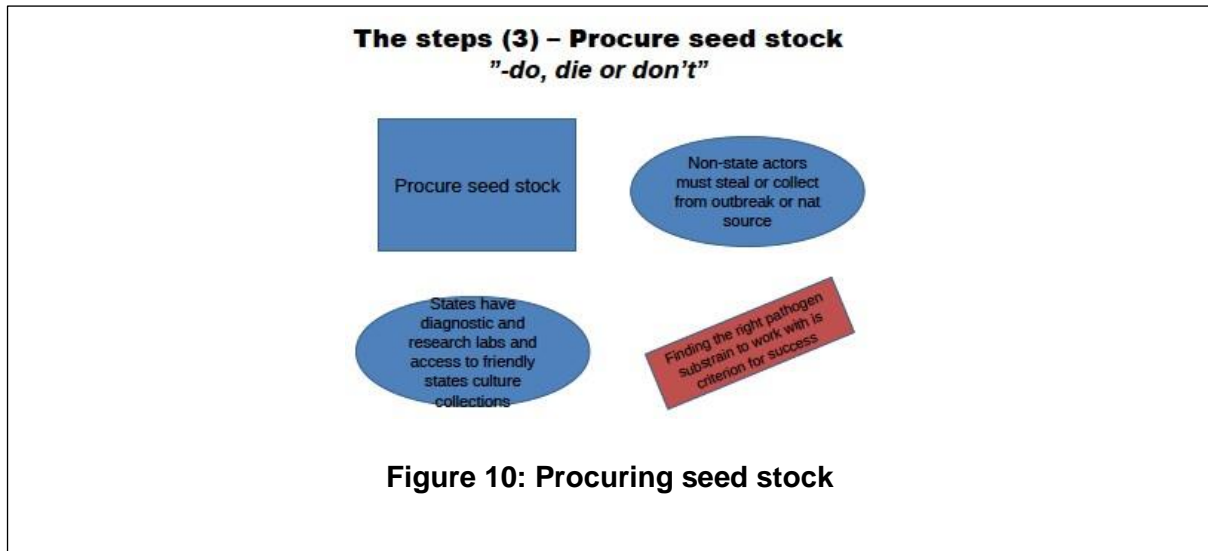 The steps (3) – Procure seed stock
”-do, die or don’t”
Procure seed stock
Non-state actors
must steal or collect
from outbreak or nat
source
States have
diagnostic and
research labs and
access to friendly
states culture
collections
Finding the right pathogen
substrain to work with is
criterion for success
Figure 10: Procuring seed stock